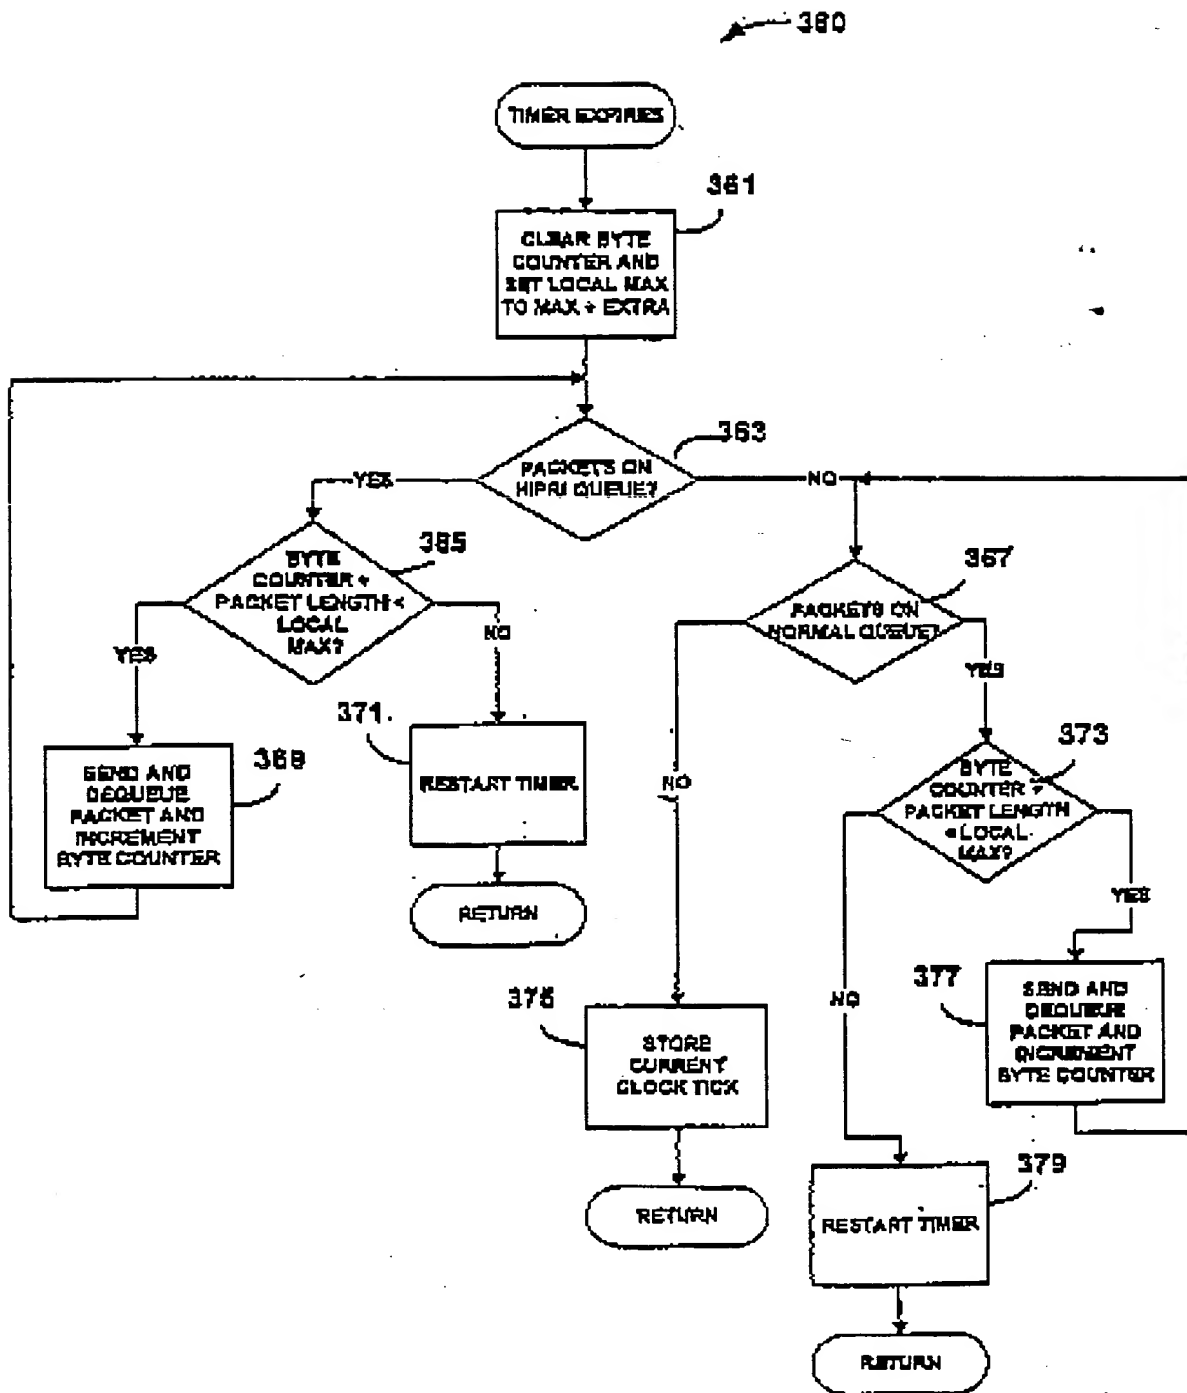 380
TIMER EXPIRES
361
CLEAR BYTE
COUNTER AND
SET LOCAL MAX
TO MAX + EXTRA
363
PACKETS ON
HIPRI QUEUE?
YES
NO
365
BYTE
COUNTER +
PACKET LENGTH <
LOCAL
MAX?
367
PACKETS ON
NORMAL QUEUE?
YES
NO
YES
371
RESTART TIMER
369
SEND AND
DEQUEUE
PACKET AND
INCREMENT
BYTE COUNTER
373
BYTE
COUNTER +
PACKET LENGTH
< LOCAL
MAX?
NO
RETURN
YES
375
STORE
CURRENT
CLOCK TICK
NO
377
SEND AND
DEQUEUE
PACKET AND
INCREMENT
BYTE COUNTER
RETURN
379
RESTART TIMER
RETURN